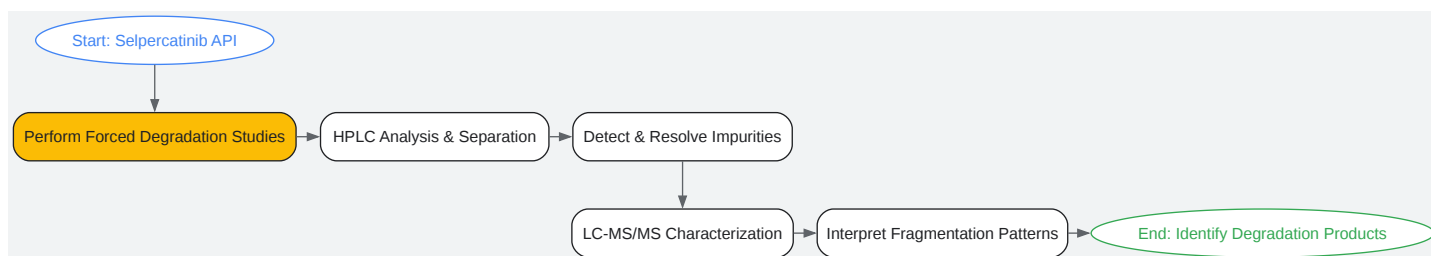 Start: Selpercatinib API
Perform Forced Degradation Studies
HPLC Analysis & Separation
Detect & Resolve Impurities
LC-MS/MS Characterization
Interpret Fragmentation Patterns
End: Identify Degradation Products